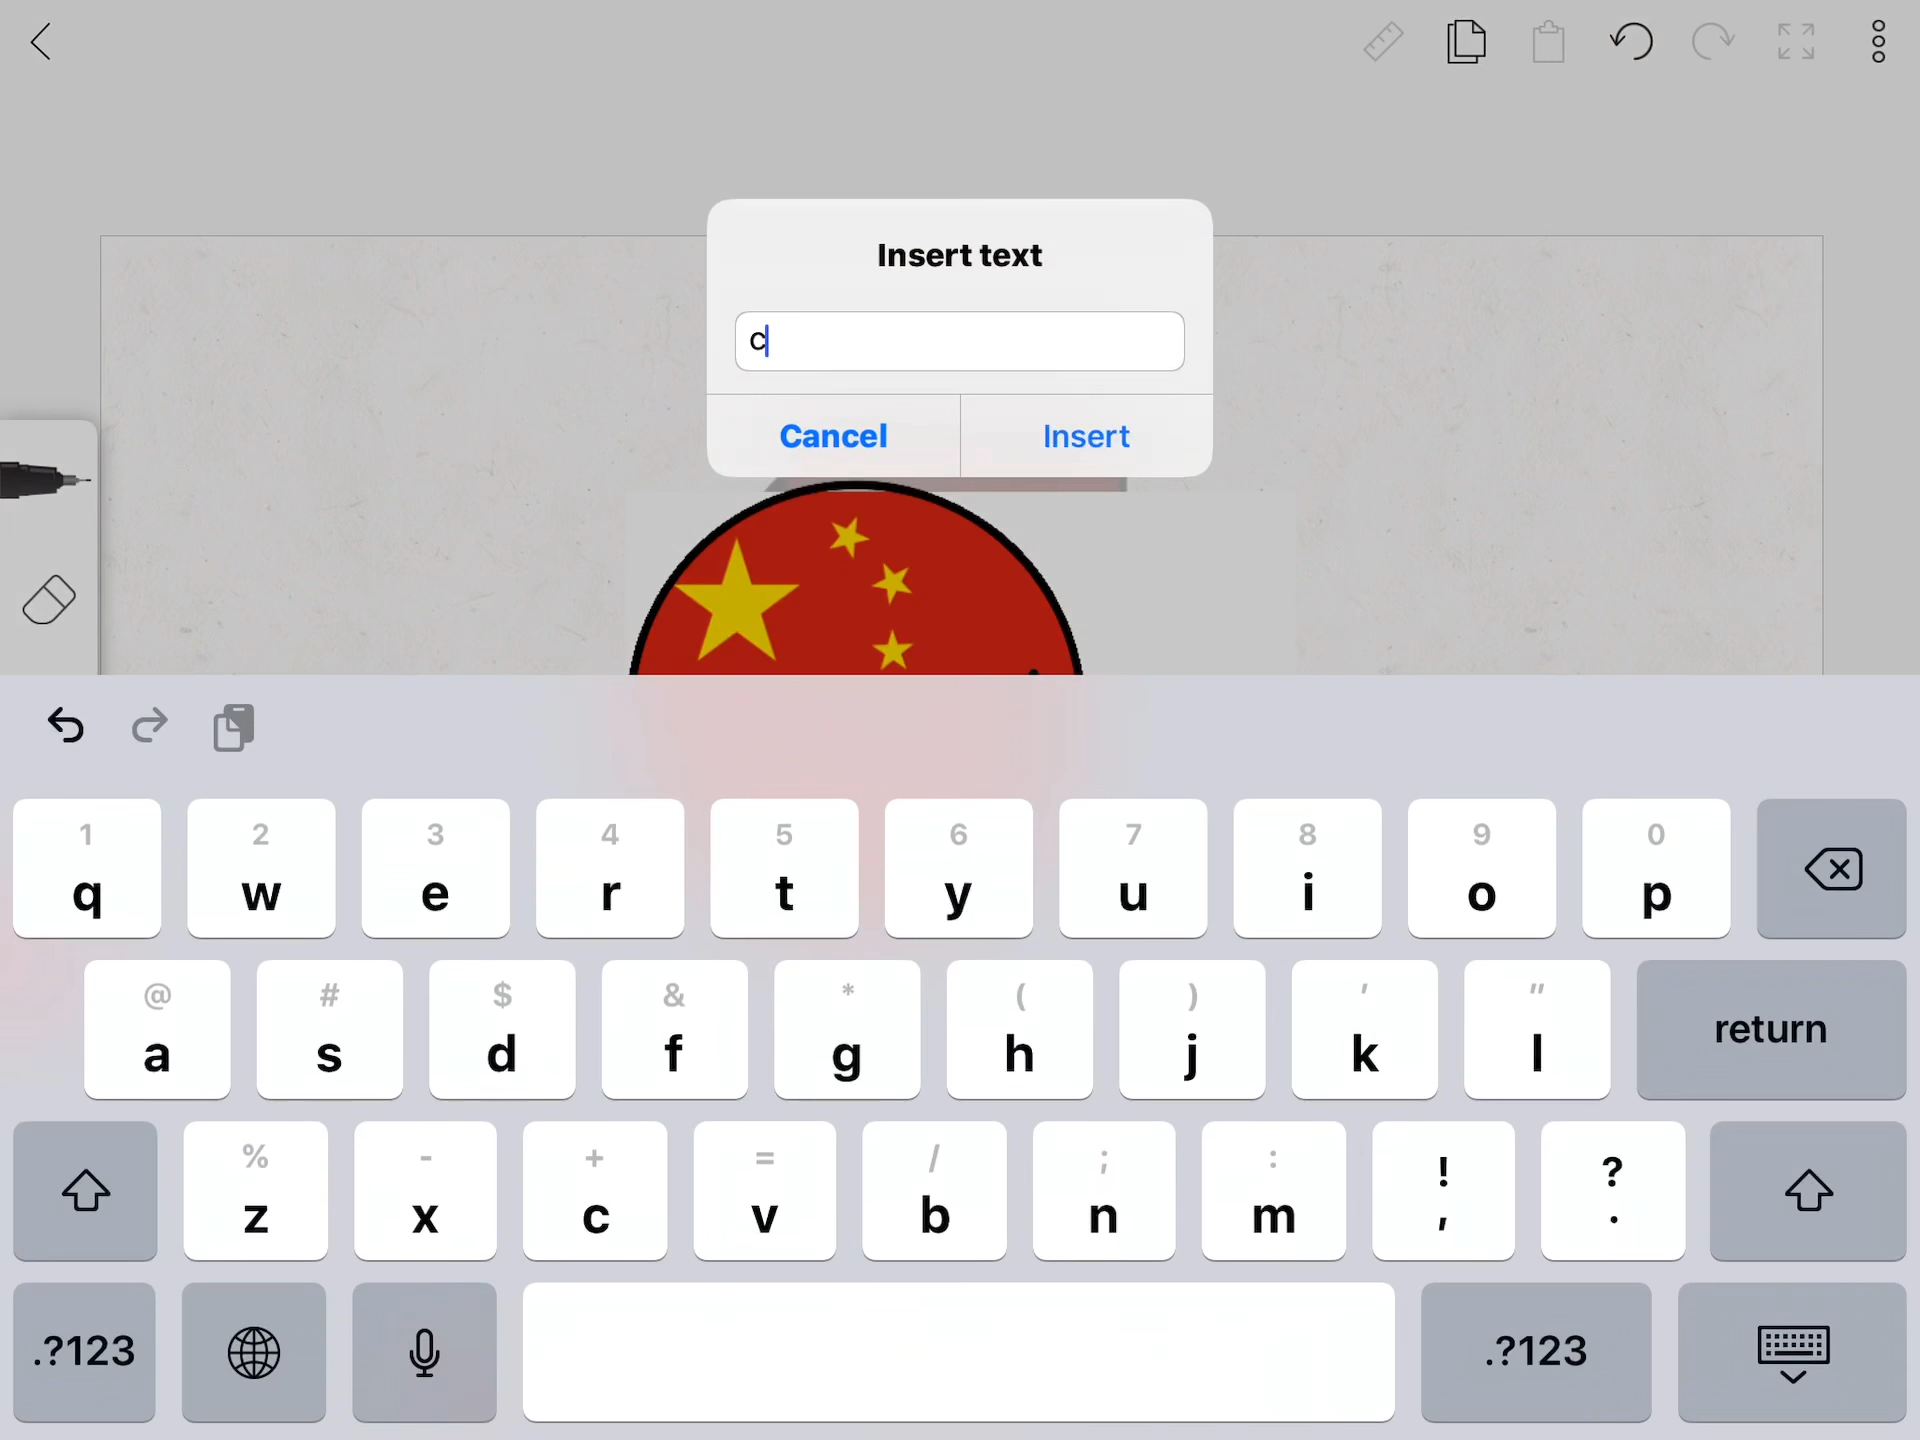 Insert text
c
Cancel Insert
1 2 3 4 5 6 7 8 9 0
q w e r t y u i o p
@ # $ & * ( ) ' "
a s d f g h j k l return
% - + = / ; : ! ?
z x c v b n m , .
.?123 .?123